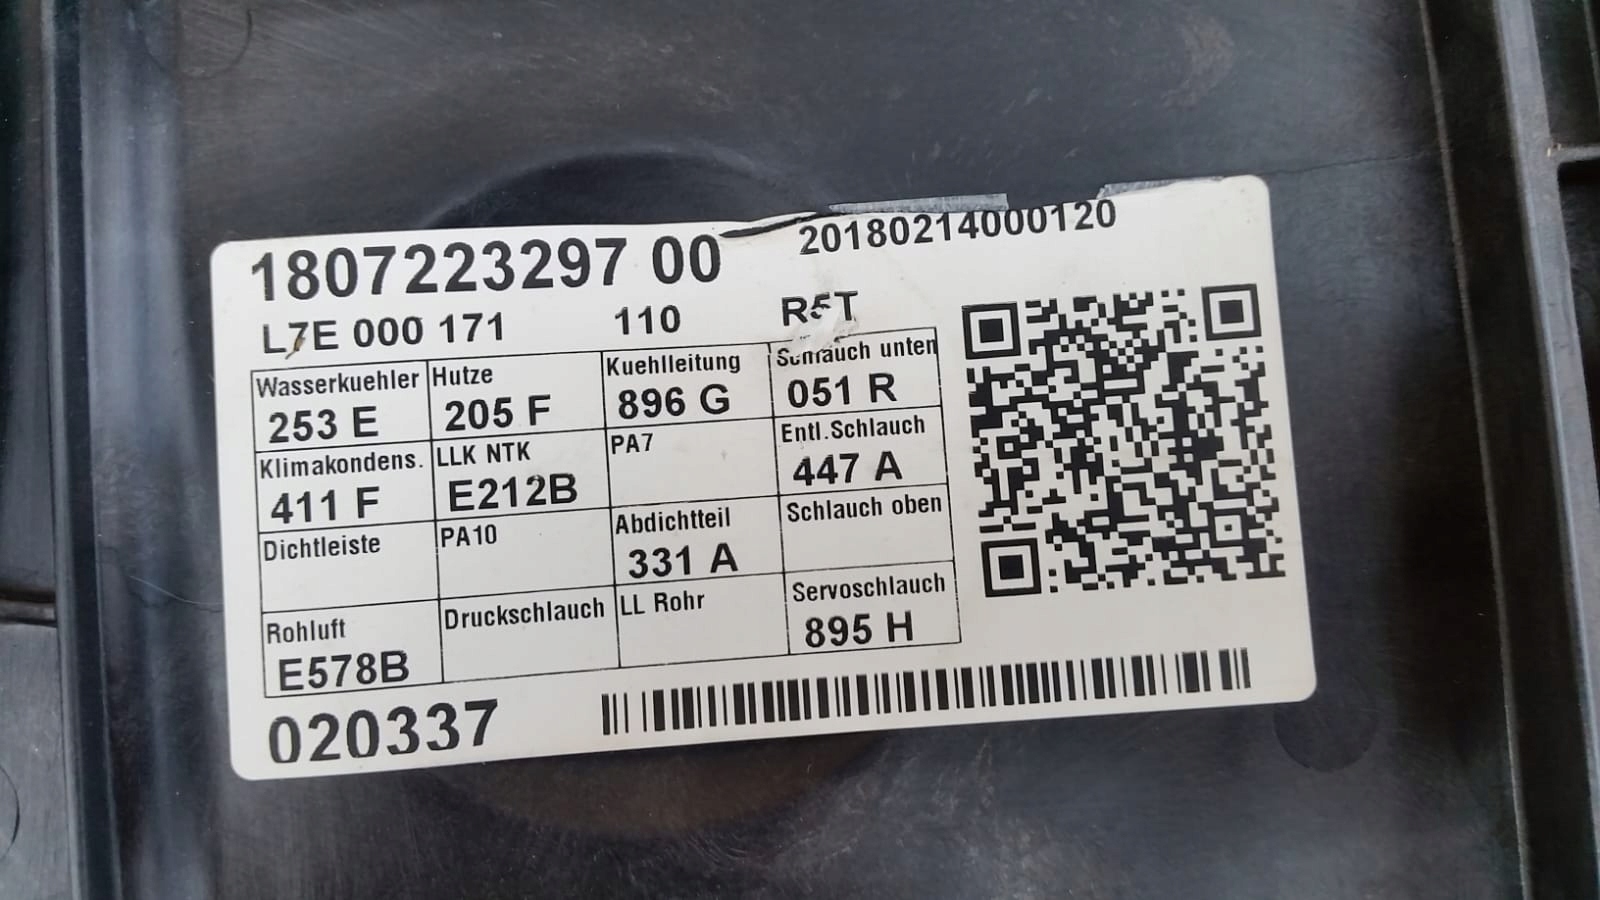 1807223297 00 20180214000120
L7E 000 171 110 R5T
Wasserkuehler Hutze Kuehlleitung Schlauch unten
253 E 205 F 896 G 051 R
Klimakondens. LLK NTK PA7 Entl.Schlauch
411 F E212B 447 A
Dichtleiste PA10 Abdichtteil Schlauch oben
331 A
Rohluft Druckschlauch LL Rohr Servoschlauch
E578B 895 H
020337